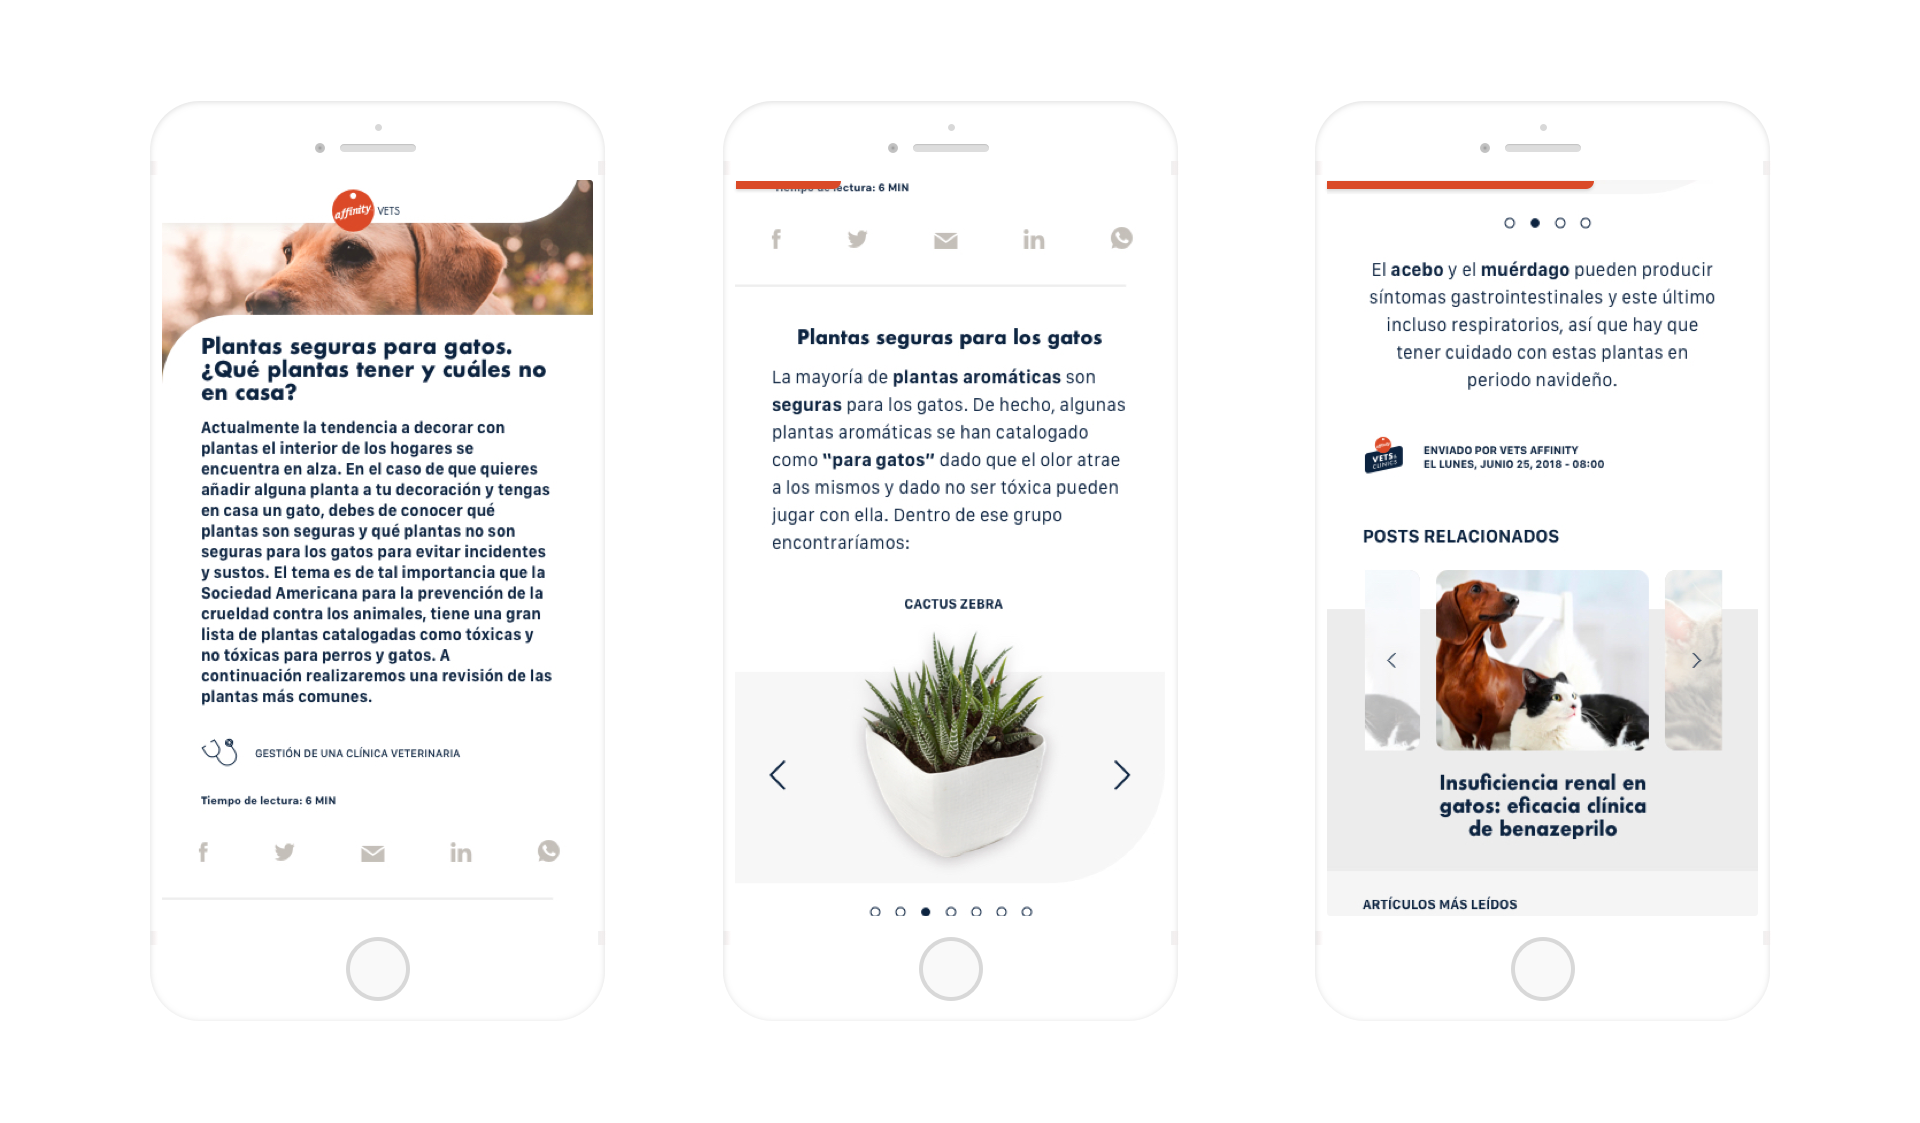 affinity VETS
Plantas seguras para gatos.
¿Qué plantas tener y cuáles no
en casa?
Actualmente la tendencia a decorar con
plantas el interior de los hogares se
encuentra en alza. En el caso de que quieres
añadir alguna planta a tu decoración y tengas
en casa un gato, debes de conocer qué
plantas son seguras y qué plantas no son
seguras para los gatos para evitar incidentes
y sustos. El tema es de tal importancia que la
Sociedad Americana para la prevención de la
crueldad contra los animales, tiene una gran
lista de plantas catalogadas como tóxicas y
no tóxicas para perros y gatos. A
continuación realizaremos una revisión de las
plantas más comunes.
GESTIÓN DE UNA CLÍNICA VETERINARIA
Tiempo de lectura: 6 MIN
Tiempo de lectura: 6 MIN
Plantas seguras para los gatos
La mayoría de plantas aromáticas son
seguras para los gatos. De hecho, algunas
plantas aromáticas se han catalogado
como “para gatos” dado que el olor atrae
a los mismos y dado no ser tóxica pueden
jugar con ella. Dentro de ese grupo
encontraríamos:
CACTUS ZEBRA
El acebo y el muérdago pueden producir
síntomas gastrointestinales y este último
incluso respiratorios, así que hay que
tener cuidado con estas plantas en
periodo navideño.
affinity
VETS&
CLINICS
ENVIADO POR VETS AFFINITY
EL LUNES, JUNIO 25, 2018 - 08:00
POSTS RELACIONADOS
Insuficiencia renal en
gatos: eficacia clínica
de benazeprilo
ARTÍCULOS MÁS LEÍDOS